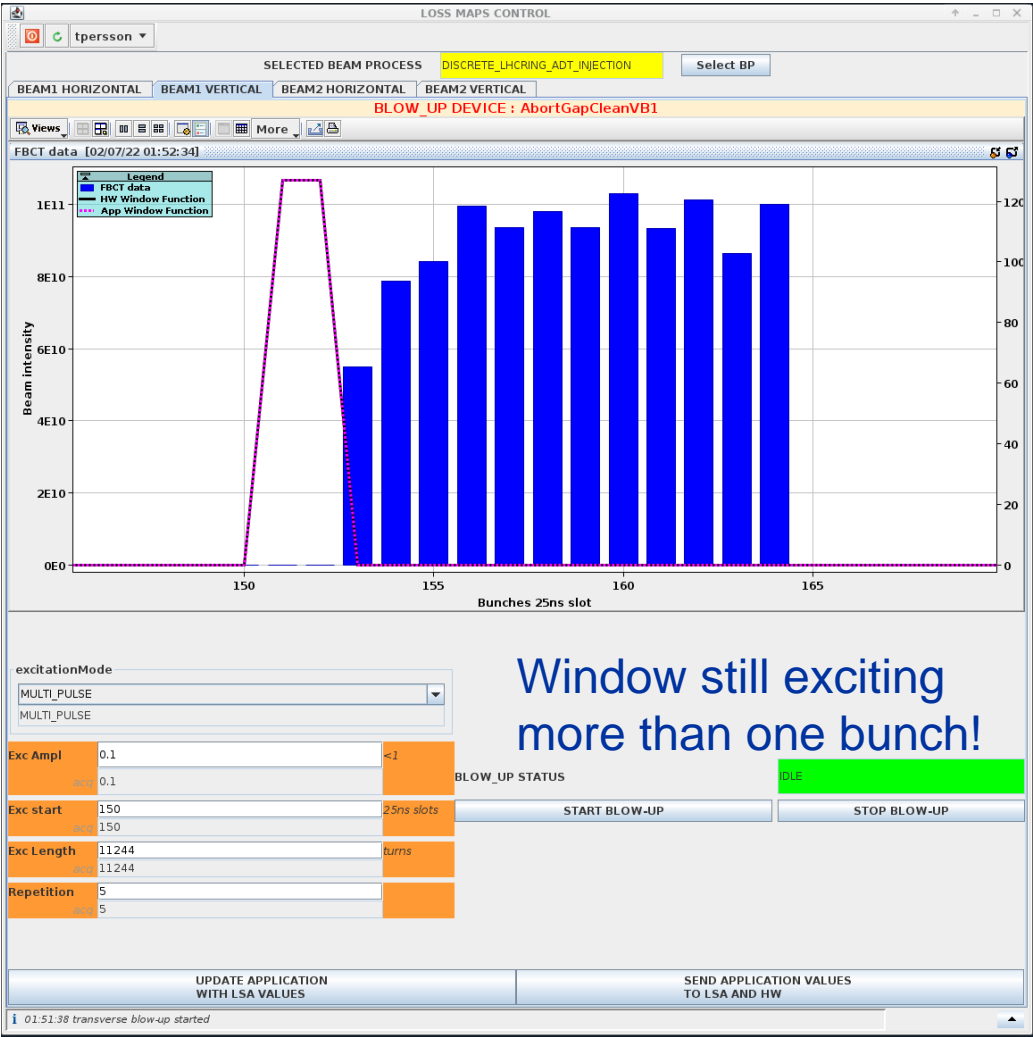 LOSS MAPS CONTROL
tpersson
SELECTED BEAM PROCESS DISCRETE_LHCRING_ADT_INJECTION Select BP
BEAM1 HORIZONTAL BEAM1 VERTICAL BEAM2 HORIZONTAL BEAM2 VERTICAL
BLOW_UP DEVICE : AbortGapCleanVB1
Views More
FBCT data [02/07/22 01:52:34]
Legend
FBCT data
HW Window Function
App Window Function
1E11 120
8E10 100
80
6E10
60
4E10
40
2E10
20
0E0 0
Beam intensity
150 155 160 165
Bunches 25ns slot
excitationMode
MULTI_PULSE
MULTI_PULSE
Window still exciting
more than one bunch!
Exc Ampl 0.1 <1
acq 0.1
BLOW_UP STATUS IDLE
Exc start 150 25ns slots
acq 150
START BLOW-UP STOP BLOW-UP
Exc Length 11244 turns
acq 11244
Repetition 5
acq 5
UPDATE APPLICATION
WITH LSA VALUES
SEND APPLICATION VALUES
TO LSA AND HW
01:51:38 transverse blow-up started